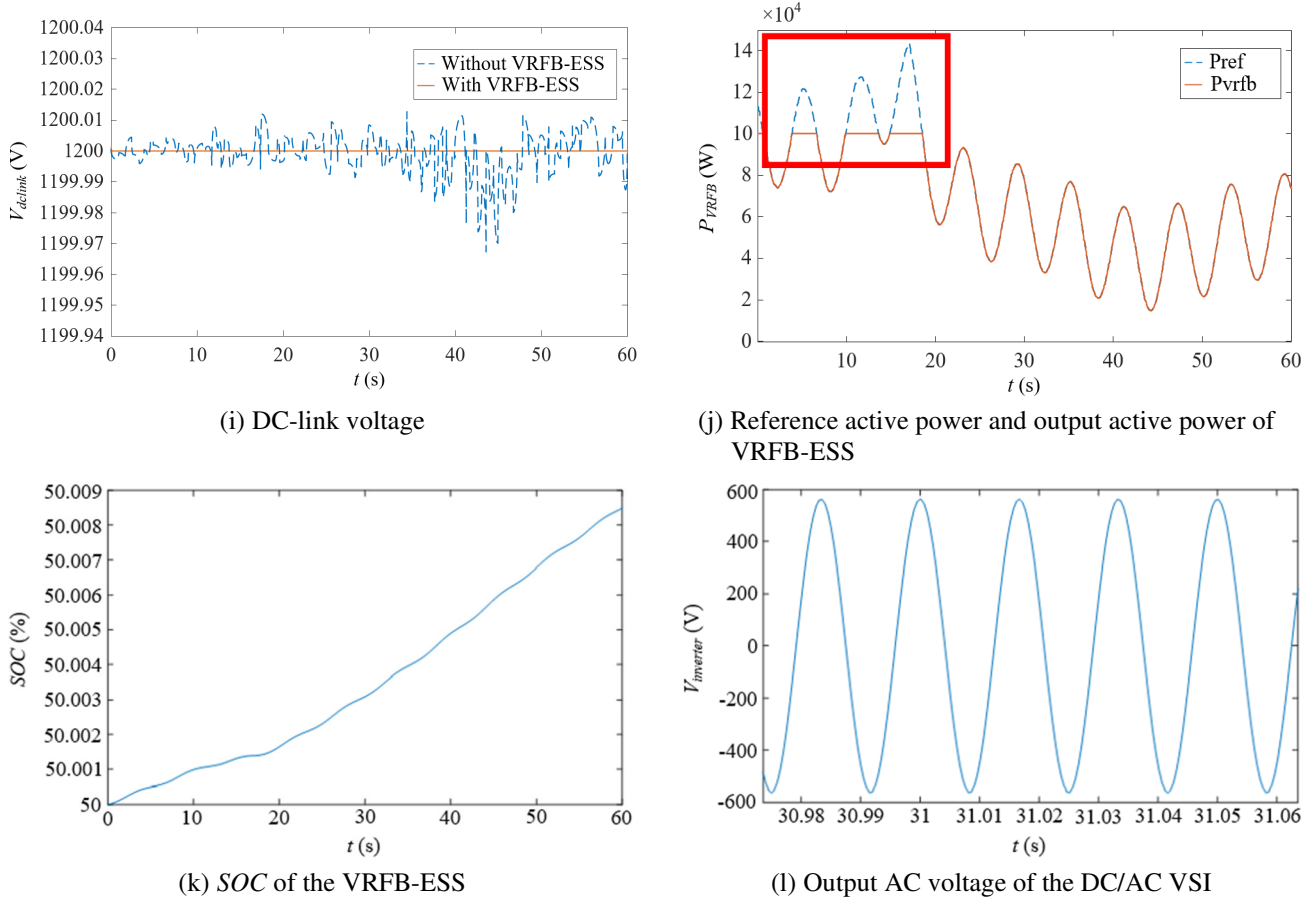 1200.04
1200.03
1200.02
1200.01
1200
1199.99
1199.98
1199.97
1199.96
1199.95
1199.94
V_dclink (V)
Without VRFB-ESS
With VRFB-ESS
0 10 20 30 40 50 60
t (s)
(i) DC-link voltage
×10⁴
14
12
10
8
6
4
2
0
P_VRFB (W)
Pref
Pvrfb
10 20 30 40 50 60
t (s)
(j) Reference active power and output active power of
VRFB-ESS
50.009
50.008
50.007
50.006
50.005
50.004
50.003
50.002
50.001
50
SOC (%)
0 10 20 30 40 50 60
t (s)
(k) SOC of the VRFB-ESS
600
400
200
0
-200
-400
-600
V_inverter (V)
30.98 30.99 31 31.01 31.02 31.03 31.04 31.05 31.06
t (s)
(l) Output AC voltage of the DC/AC VSI